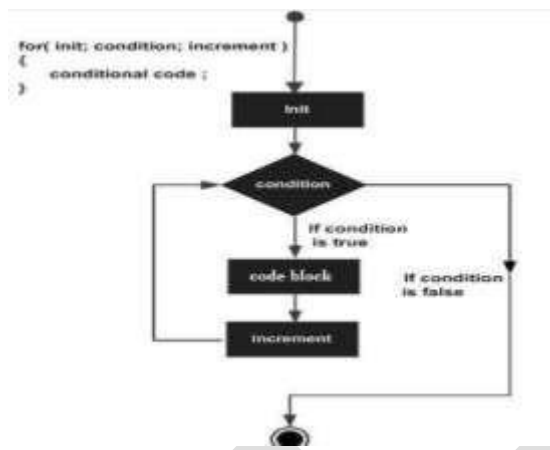 for( init; condition; increment )
{
conditional code ;
}
Init
condition
If condition
is true
code block
If condition
is false
increment